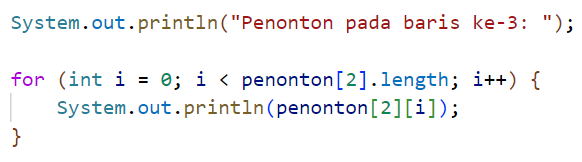 System.out.println("Penonton pada baris ke-3: ");
for (int i = 0; i < penonton[2].length; i++) {
System.out.println(penonton[2][i]);
}